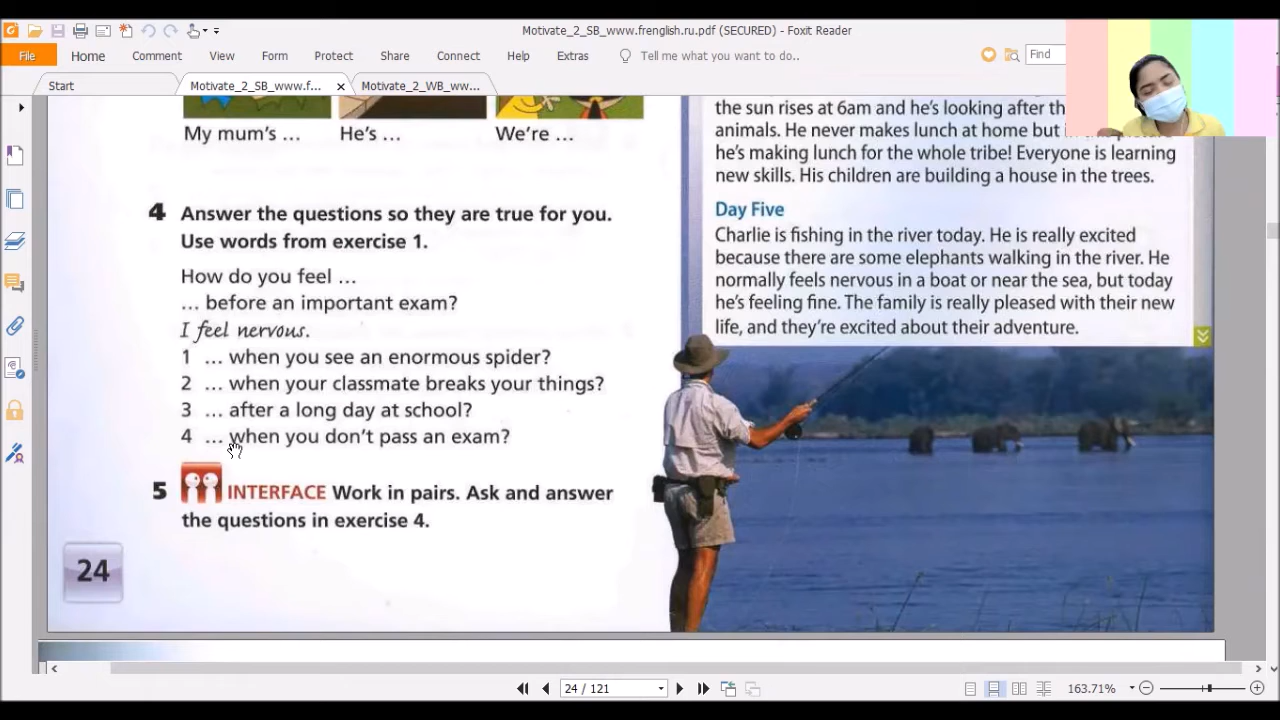 Motivate_2_SB_www.frenglish.ru.pdf (SECURED) - Foxit Reader
File Home Comment View Form Protect Share Connect Help Extras Tell me what you want to do.. Find
Start Motivate_2_SB_www.f... Motivate_2_WB_ww...
My mum's ... He's ... We're ...
4 Answer the questions so they are true for you.
Use words from exercise 1.
How do you feel ...
... before an important exam?
I feel nervous.
1 ... when you see an enormous spider?
2 ... when your classmate breaks your things?
3 ... after a long day at school?
4 ... when you don't pass an exam?
5 INTERFACE Work in pairs. Ask and answer
the questions in exercise 4.
24
the sun rises at 6am and he's looking after
animals. He never makes lunch at home but
he's making lunch for the whole tribe! Everyone is learning
new skills. His children are building a house in the trees.
Day Five
Charlie is fishing in the river today. He is really excited
because there are some elephants walking in the river. He
normally feels nervous in a boat or near the sea, but today
he's feeling fine. The family is really pleased with their new
life, and they're excited about their adventure.
24 / 121
163.71%